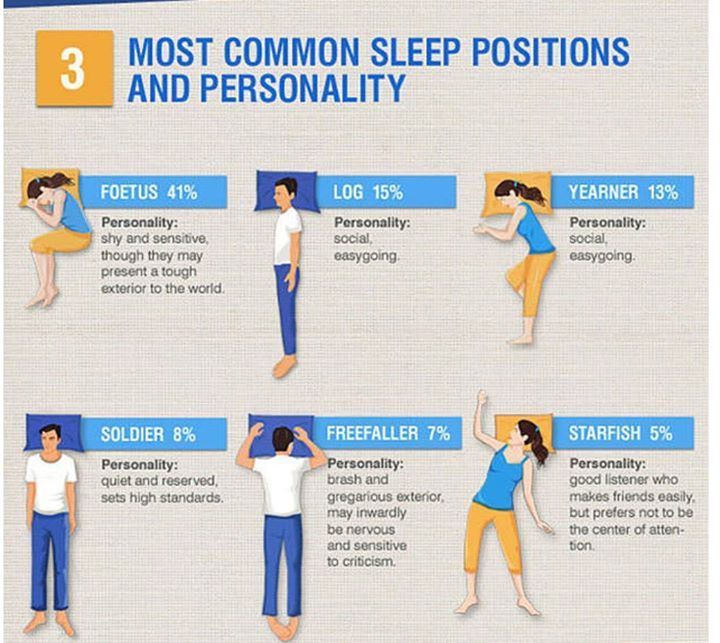 3
MOST COMMON SLEEP POSITIONS
AND PERSONALITY
FOETUS 41%
Personality:
shy and sensitive,
though they may
present a tough
exterior to the world.
LOG 15%
Personality:
social,
easygoing.
YEARNER 13%
Personality:
social,
easygoing.
SOLDIER 8%
Personality:
quiet and reserved,
sets high standards.
FREEFALLER 7%
Personality:
brash and
gregarious exterior,
may inwardly
be nervous
and sensitive
to criticism.
STARFISH 5%
Personality:
good listener who
makes friends easily,
but prefers not to be
the center of atten-
tion.